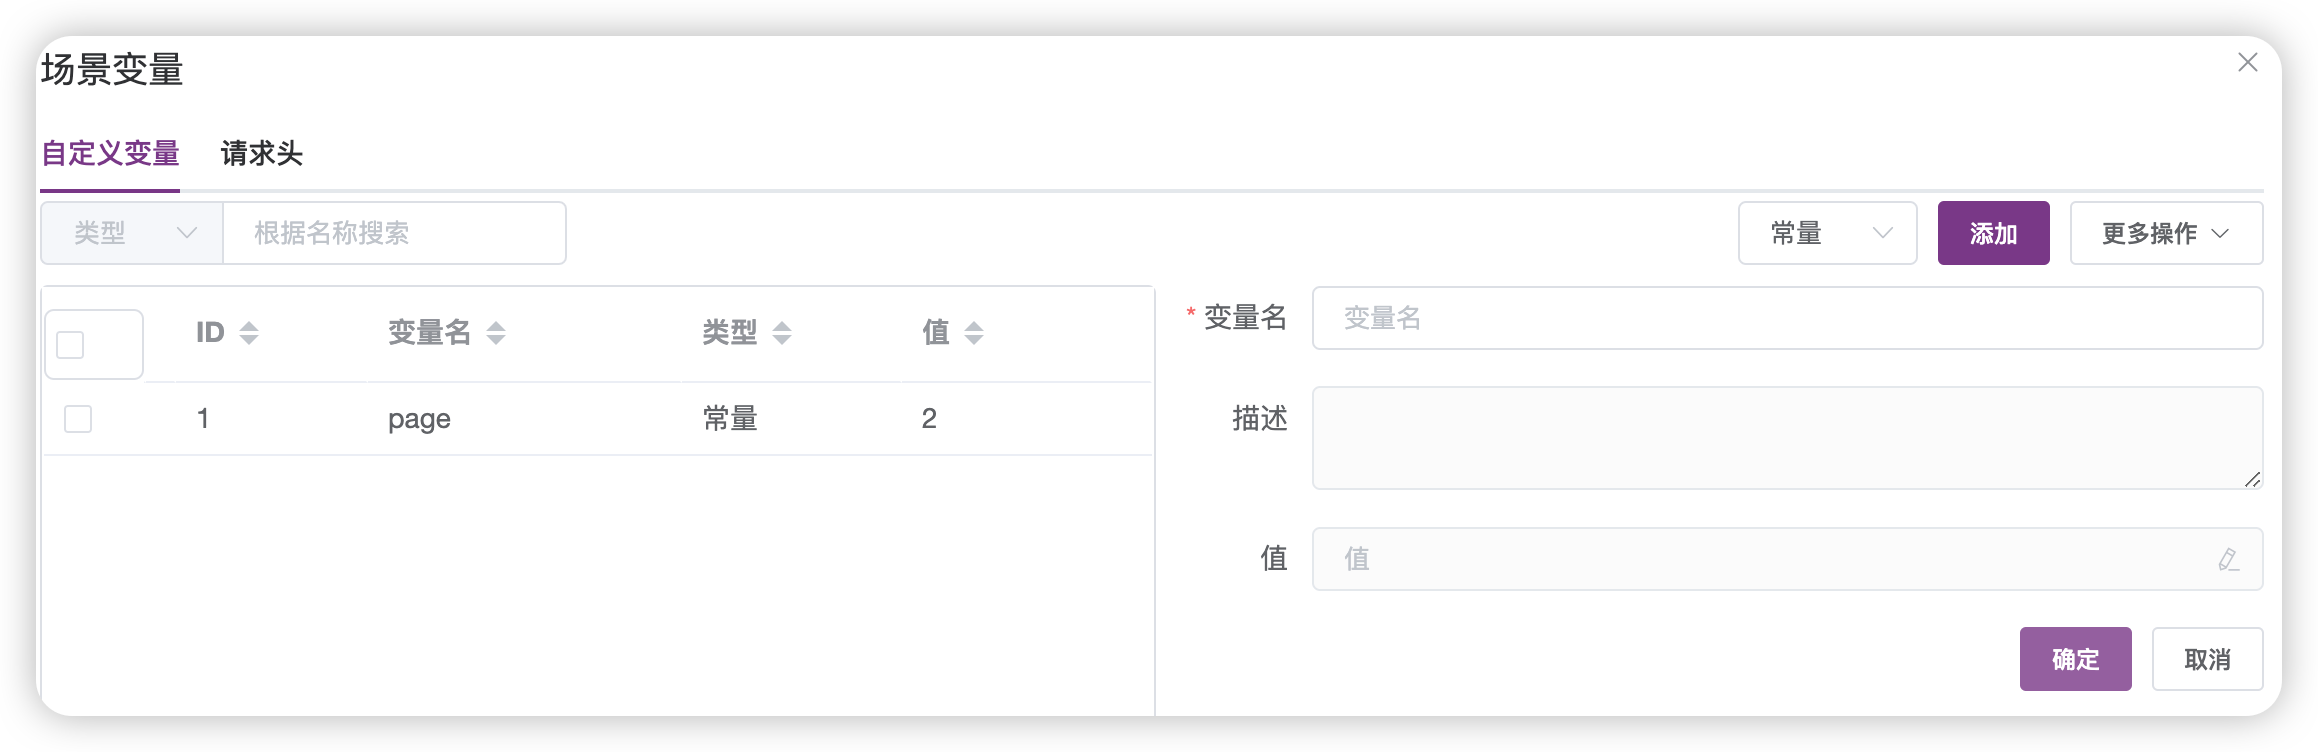 场景变量
自定义变量 请求头
类型 根据名称搜索 常量 添加 更多操作
ID 变量名 类型 值
1 page 常量 2
* 变量名 变量名
描述
值 值
确定 取消